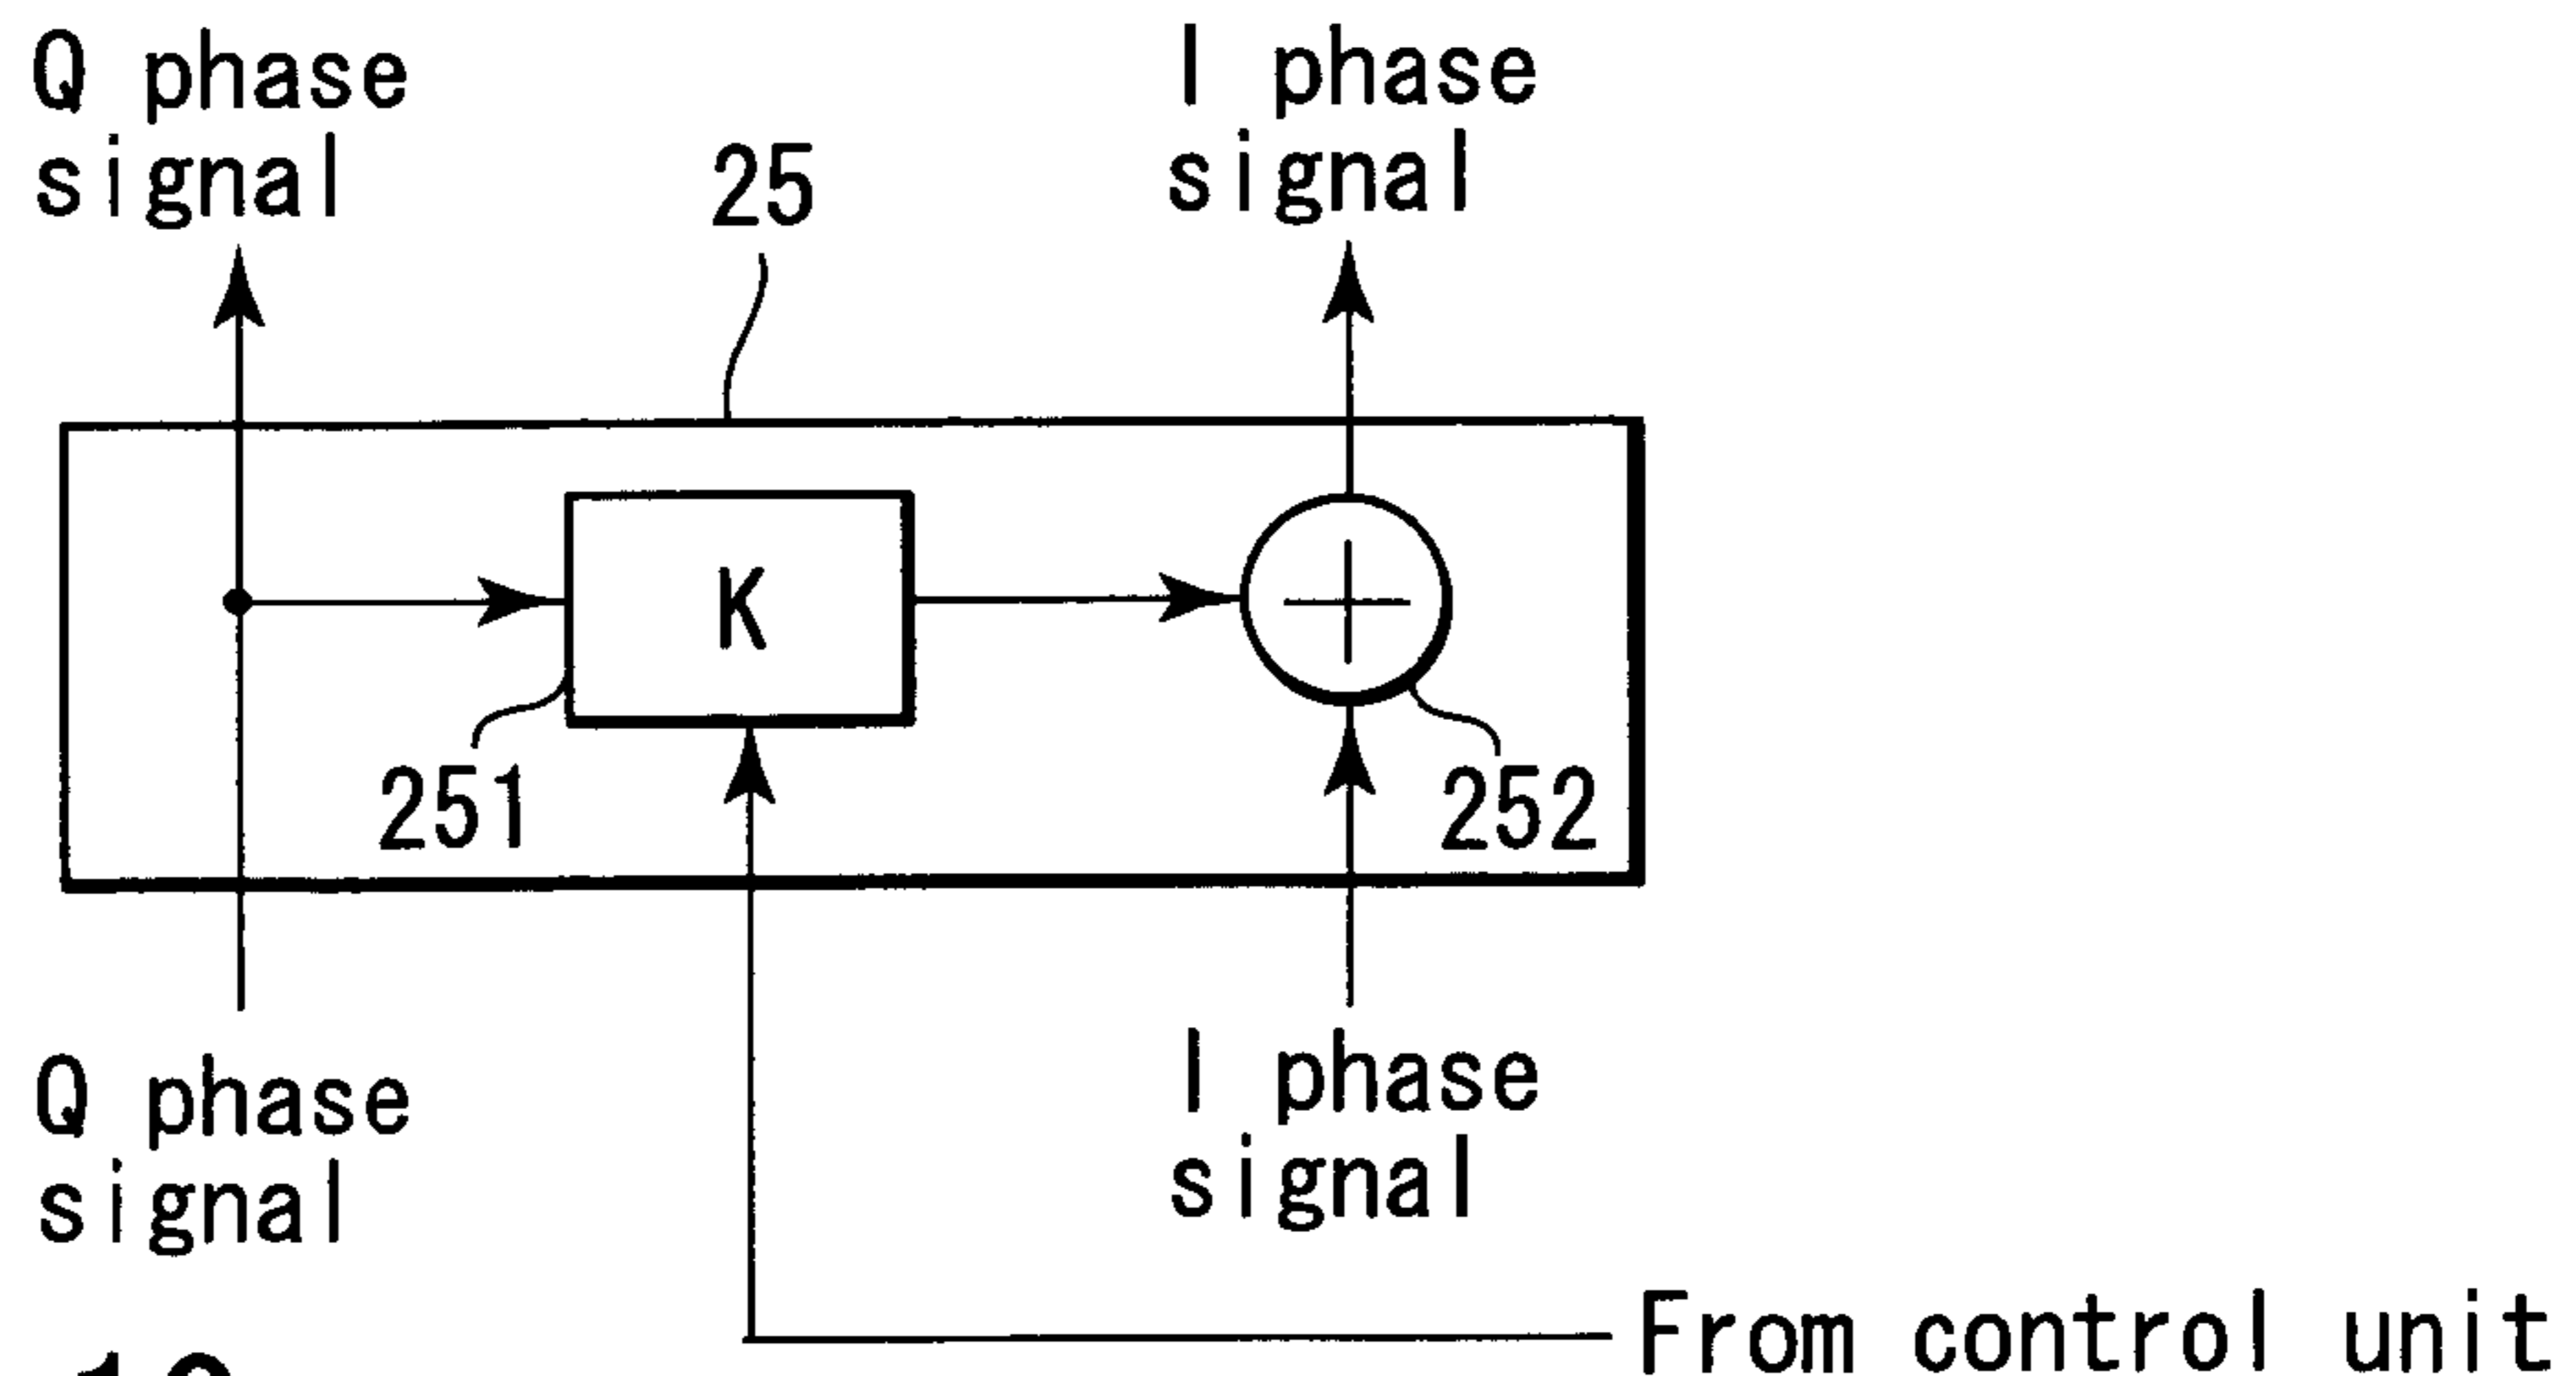 Q phase
signal
I phase
signal
25
K
251
252
Q phase
signal
I phase
signal
From control unit